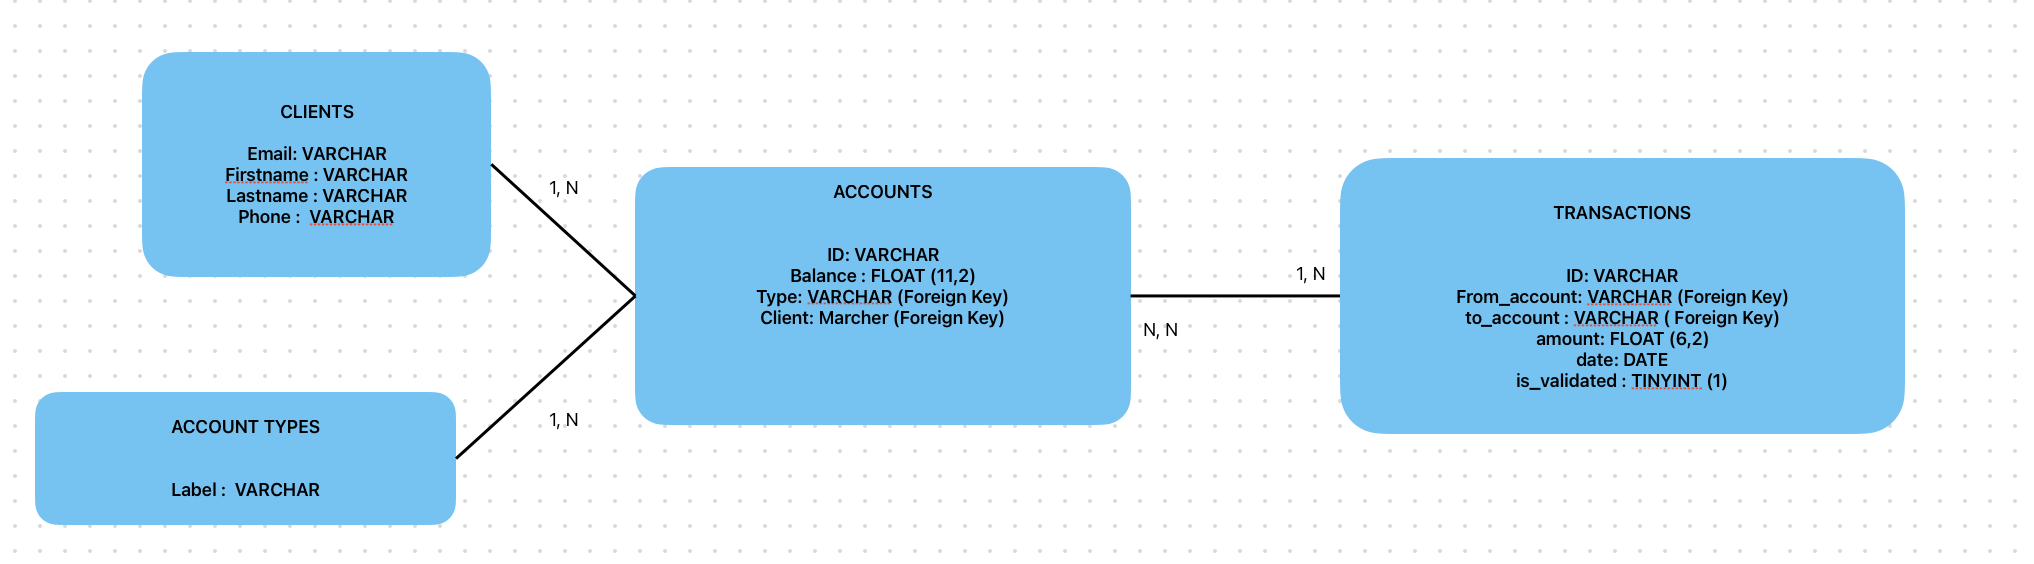 CLIENTS
Email: VARCHAR
Firstname : VARCHAR
Lastname : VARCHAR
Phone :  VARCHAR
1, N
ACCOUNT TYPES
Label :  VARCHAR
1, N
ACCOUNTS
ID: VARCHAR
Balance : FLOAT (11,2)
Type: VARCHAR (Foreign Key)
Client: Marcher (Foreign Key)
N, N
1, N
TRANSACTIONS
ID: VARCHAR
From_account: VARCHAR (Foreign Key)
to_account : VARCHAR ( Foreign Key)
amount: FLOAT (6,2)
date: DATE
is_validated : TINYINT (1)